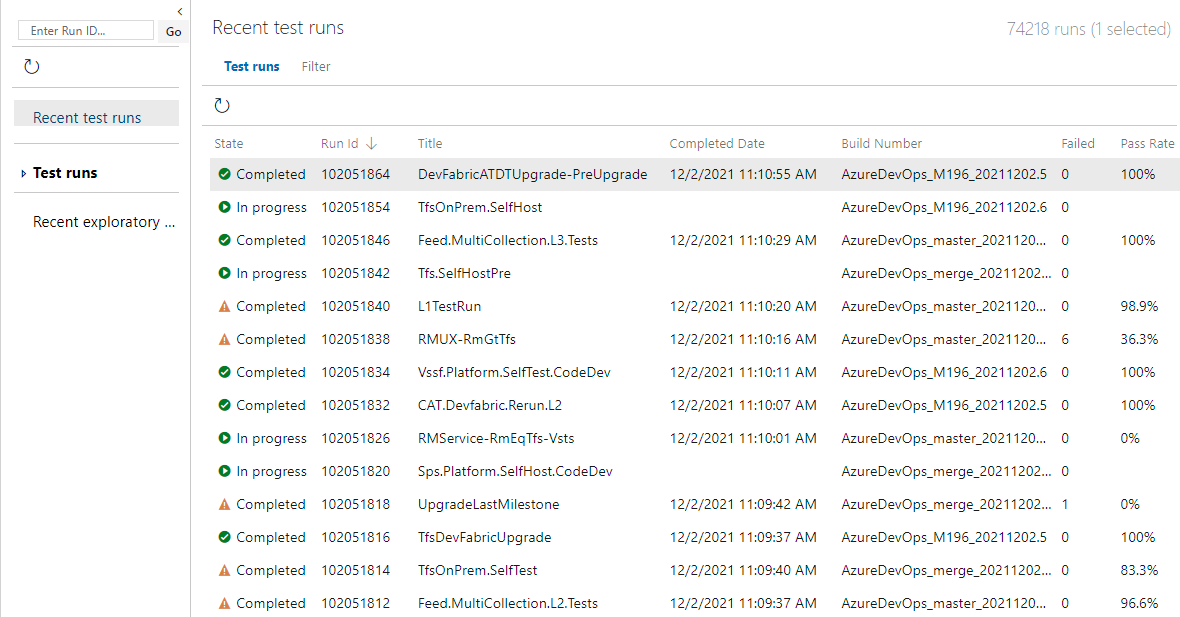 Enter Run ID...
Go
Recent test runs
Test runs
Recent exploratory ...
Recent test runs
74218 runs (1 selected)
Test runs Filter
State Run Id Title Completed Date Build Number Failed Pass Rate
Completed 102051864 DevFabricATDTUpgrade-PreUpgrade 12/2/2021 11:10:55 AM AzureDevOps_M196_20211202.5 0 100%
In progress 102051854 TfsOnPrem.SelfHost AzureDevOps_M196_20211202.6 0
Completed 102051846 Feed.MultiCollection.L3.Tests 12/2/2021 11:10:29 AM AzureDevOps_master_2021120... 0 100%
In progress 102051842 Tfs.SelfHostPre AzureDevOps_merge_20211202... 0
Completed 102051840 L1TestRun 12/2/2021 11:10:20 AM AzureDevOps_master_2021120... 0 98.9%
Completed 102051838 RMUX-RmGtTfs 12/2/2021 11:10:16 AM AzureDevOps_master_2021120... 6 36.3%
Completed 102051834 Vssf.Platform.SelfTest.CodeDev 12/2/2021 11:10:11 AM AzureDevOps_M196_20211202.6 0 100%
Completed 102051832 CAT.Devfabric.Rerun.L2 12/2/2021 11:10:07 AM AzureDevOps_M196_20211202.5 0 100%
In progress 102051826 RMService-RmEqTfs-Vsts 12/2/2021 11:10:01 AM AzureDevOps_master_2021120... 0 0%
In progress 102051820 Sps.Platform.SelfHost.CodeDev AzureDevOps_merge_20211202... 0
Completed 102051818 UpgradeLastMilestone 12/2/2021 11:09:42 AM AzureDevOps_merge_20211202... 1 0%
Completed 102051816 TfsDevFabricUpgrade 12/2/2021 11:09:37 AM AzureDevOps_M196_20211202.5 0 100%
Completed 102051814 TfsOnPrem.SelfTest 12/2/2021 11:09:40 AM AzureDevOps_merge_20211202... 0 83.3%
Completed 102051812 Feed.MultiCollection.L2.Tests 12/2/2021 11:09:37 AM AzureDevOps_master_2021120... 0 96.6%